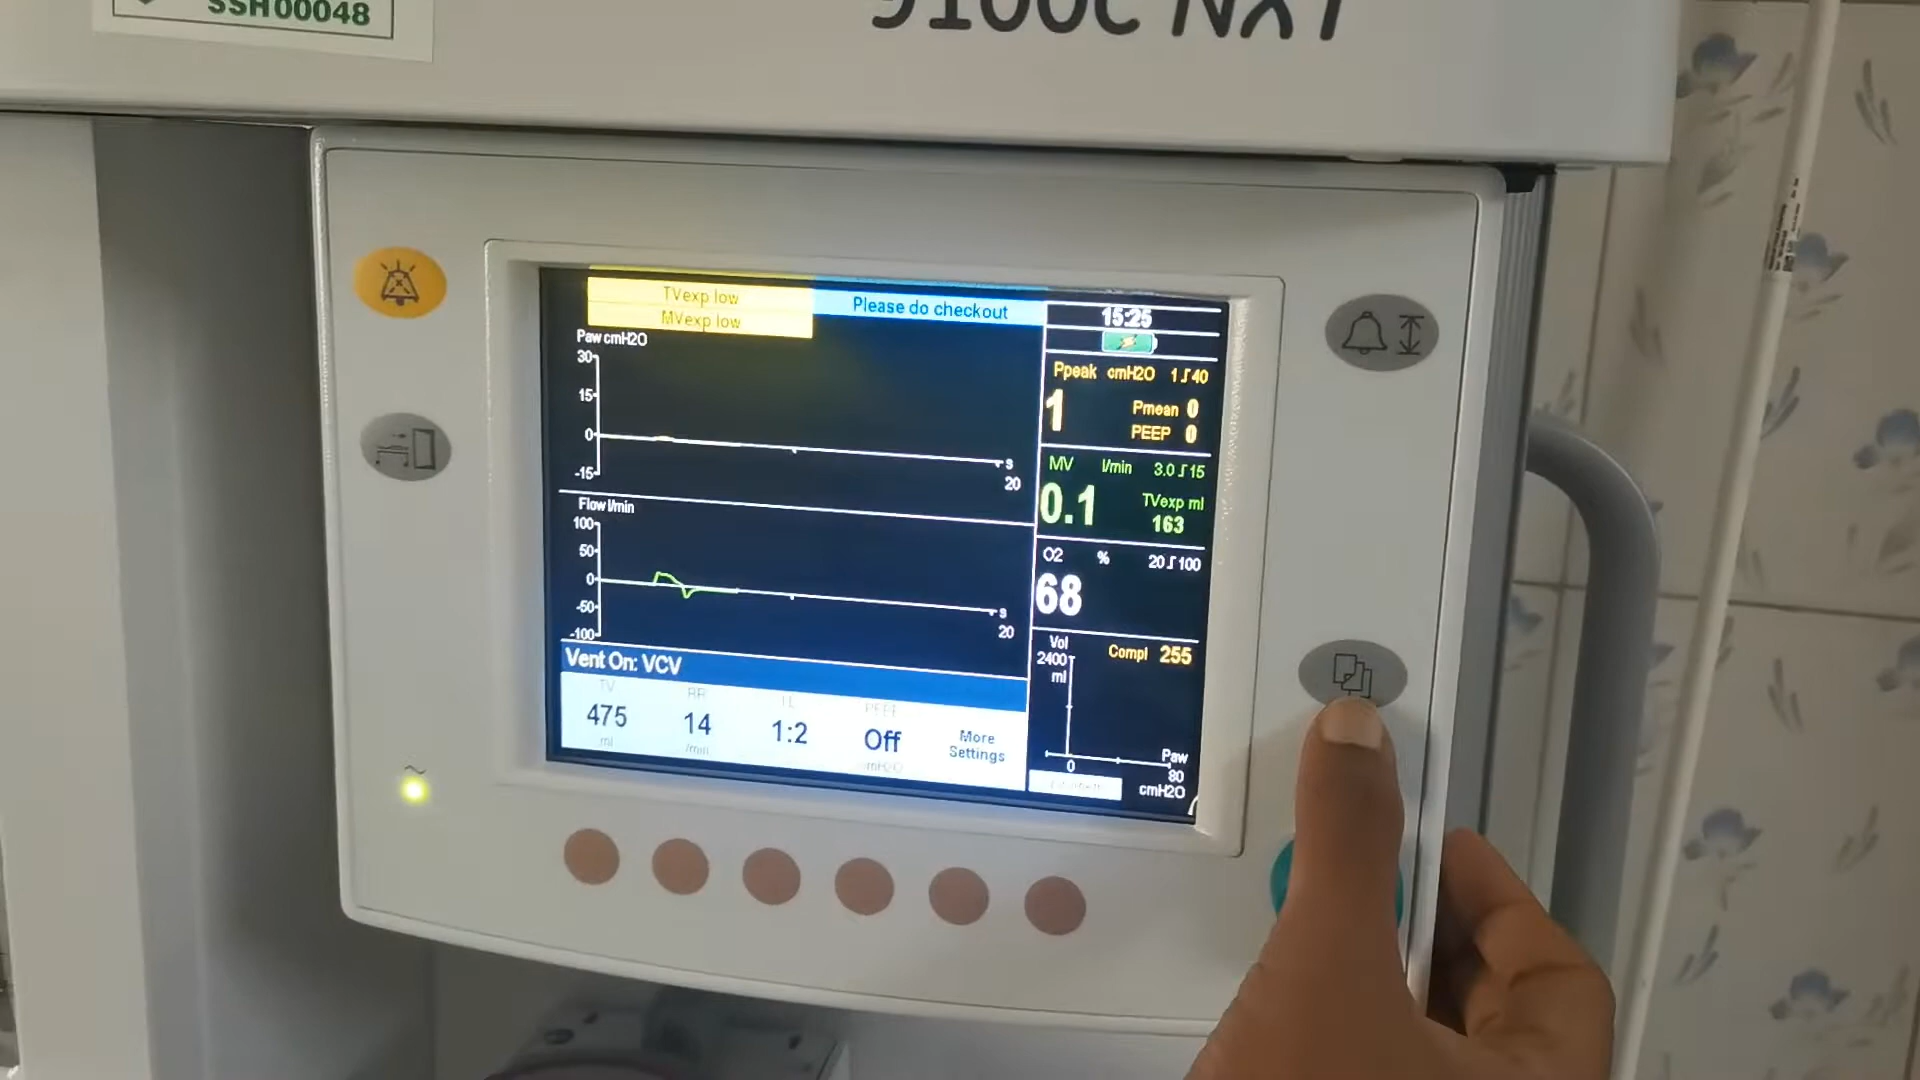 SSH00048
9100c NXT
TVexp low
MVexp low
Please do checkout
15:25
Paw cmH2O
30
15
0
-15
s
20
Ppeak cmH2O 1 40
1
Pmean 0
PEEP 0
MV l/min 3.0 15
0.1
TVexp ml
163
O2 % 20 100
68
Flow l/min
100
50
0
-50
-100
s
20
Vol
2400
ml
Compl 255
0
Paw
80
cmH2O
Vent On: VCV
TV
475
ml
RR
14
/min
1:2
PEEP
Off
cmH2O
More
Settings